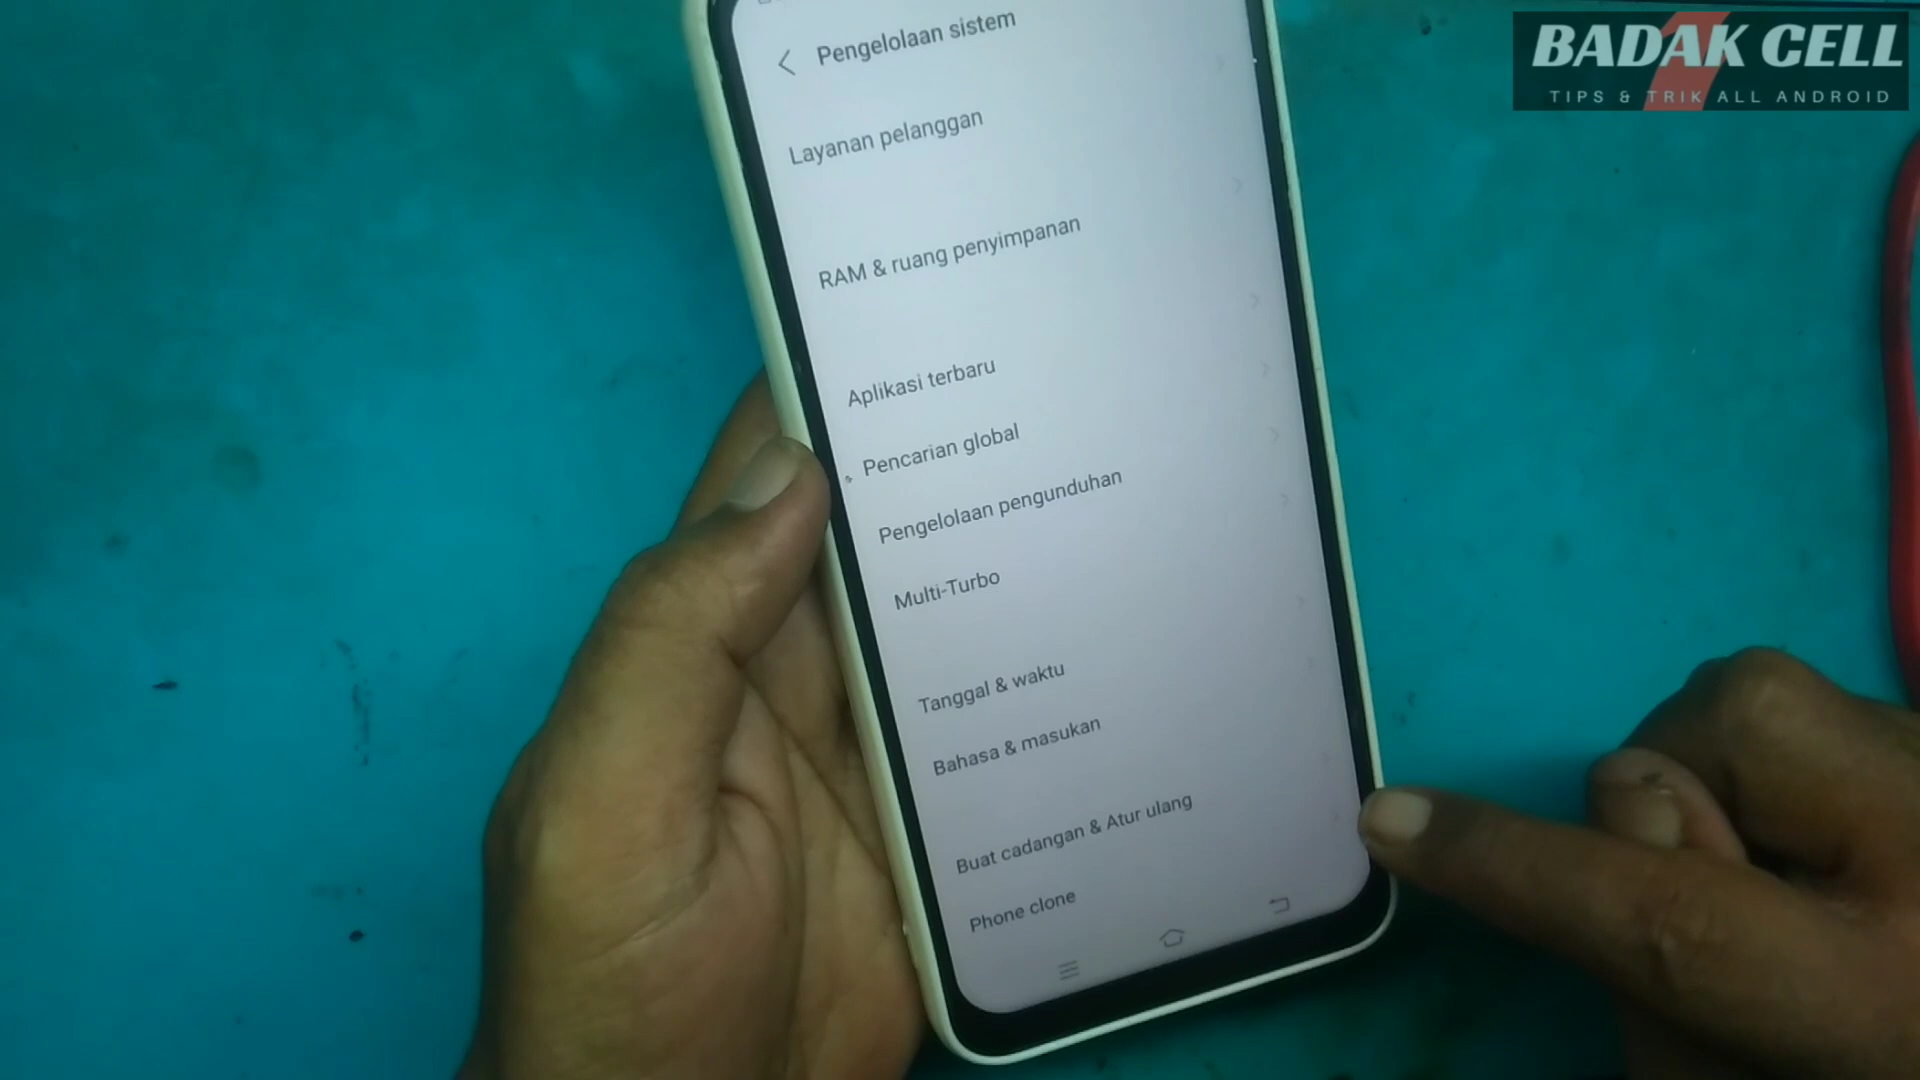 BADAK CELL
TIPS & TRIK ALL ANDROID
Pengelolaan sistem
Layanan pelanggan
RAM & ruang penyimpanan
Aplikasi terbaru
Pencarian global
Pengelolaan pengunduhan
Multi-Turbo
Tanggal & waktu
Bahasa & masukan
Buat cadangan & Atur ulang
Phone clone